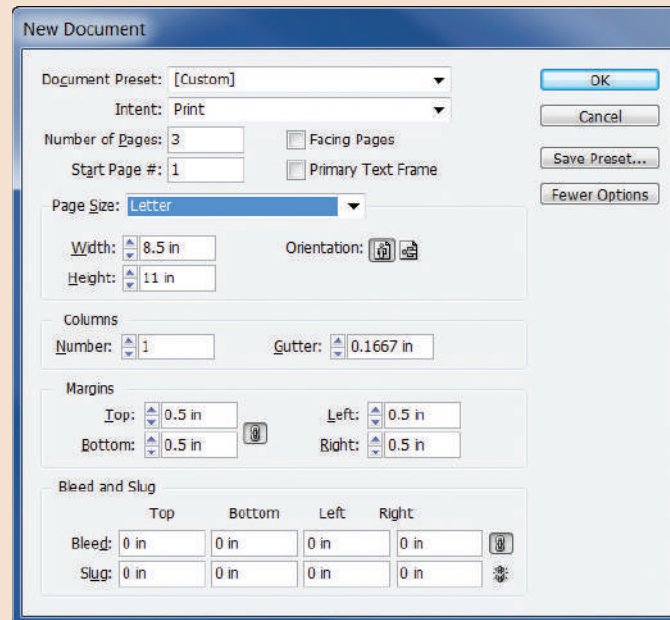 New Document
Document Preset: [Custom]
Intent: Print
Number of Pages: 3 Facing Pages
Start Page #: 1 Primary Text Frame
Page Size: Letter
Width: 8.5 in Orientation:
Height: 11 in
Columns
Number: 1 Gutter: 0.1667 in
Margins
Top: 0.5 in Left: 0.5 in
Bottom: 0.5 in Right: 0.5 in
Bleed and Slug
Top Bottom Left Right
Bleed: 0 in 0 in 0 in 0 in
Slug: 0 in 0 in 0 in 0 in
OK
Cancel
Save Preset...
Fewer Options